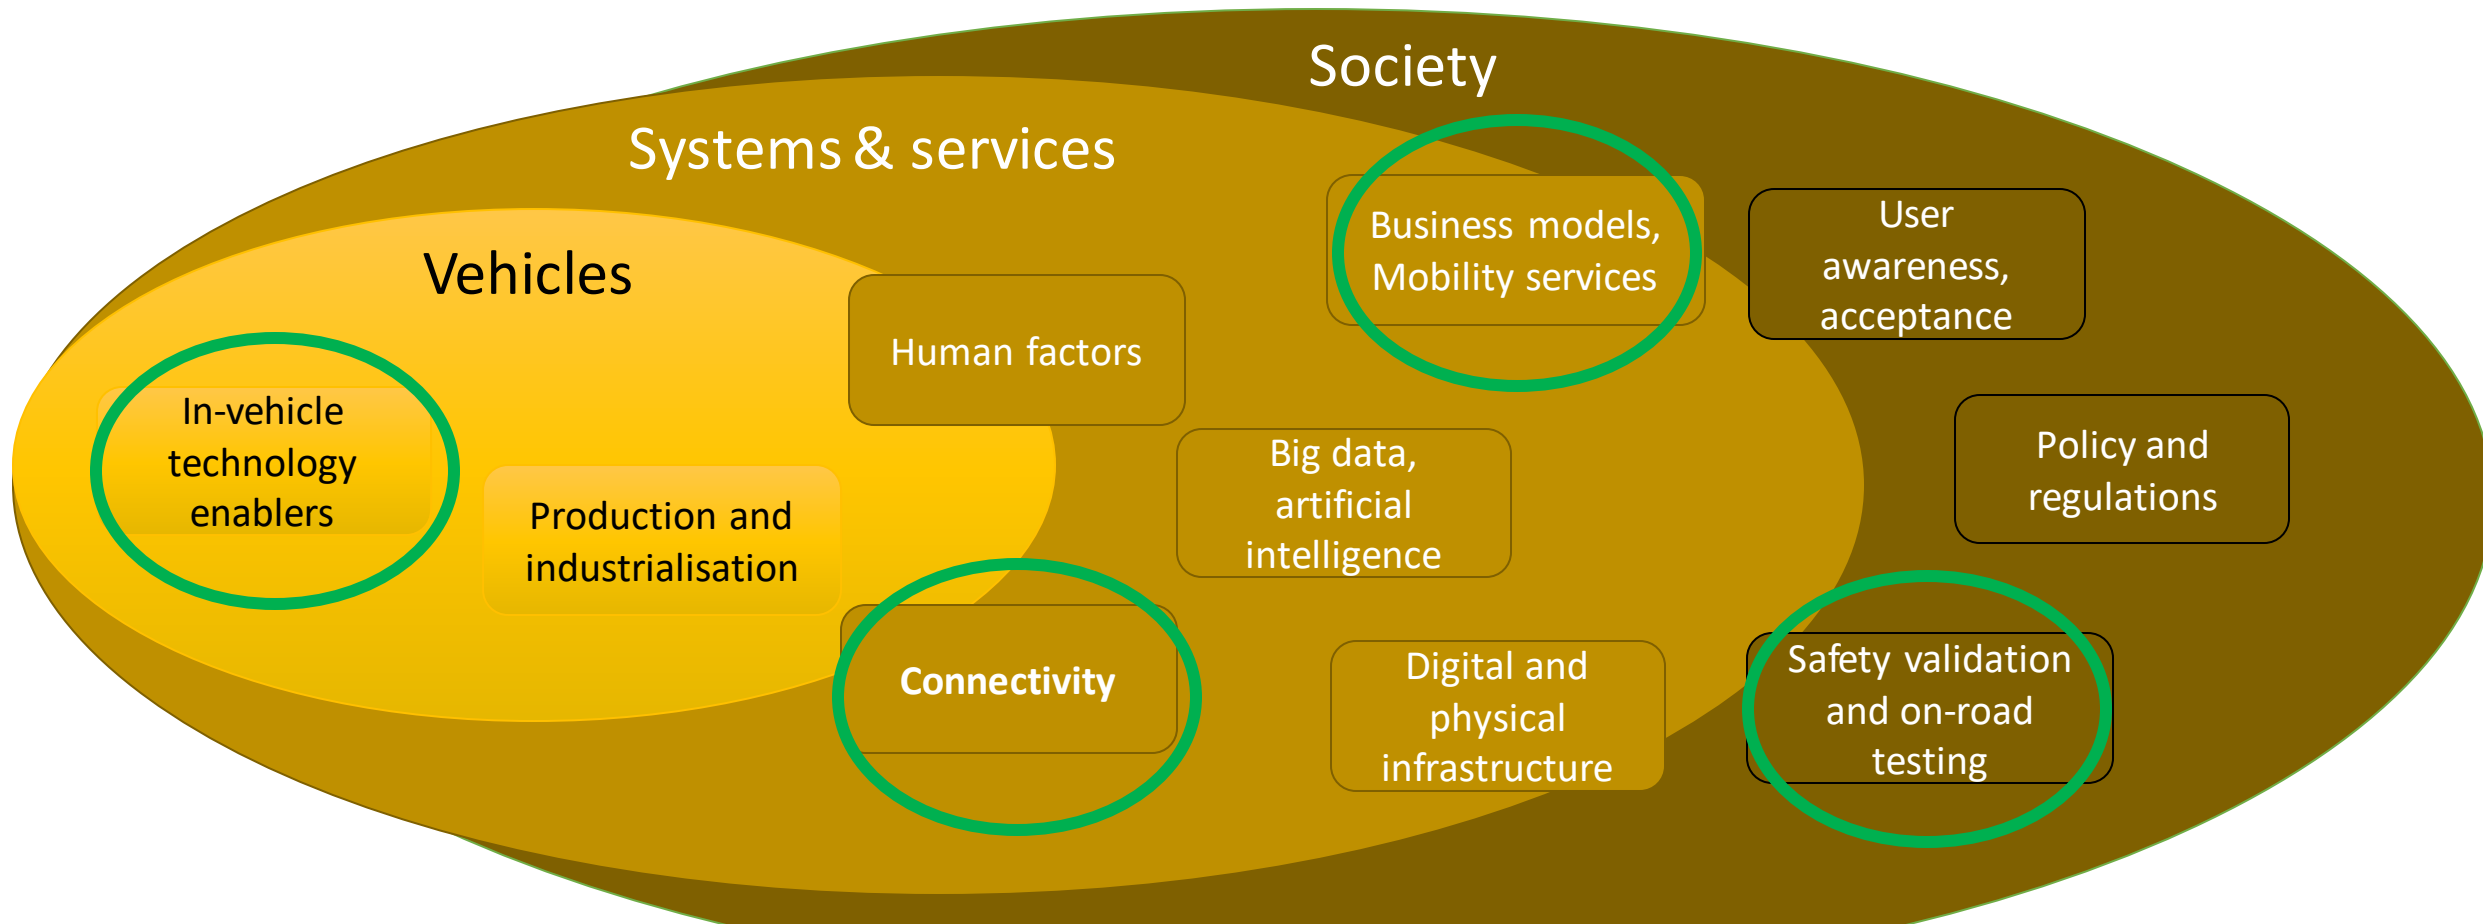 Society
Systems & services
Vehicles
Business models,
Mobility services
User
awareness,
acceptance
Human factors
In-vehicle
technology
enablers
Production and
industrialisation
Big data,
artificial
intelligence
Policy and
regulations
Connectivity
Digital and
physical
infrastructure
Safety validation
and on-road
testing